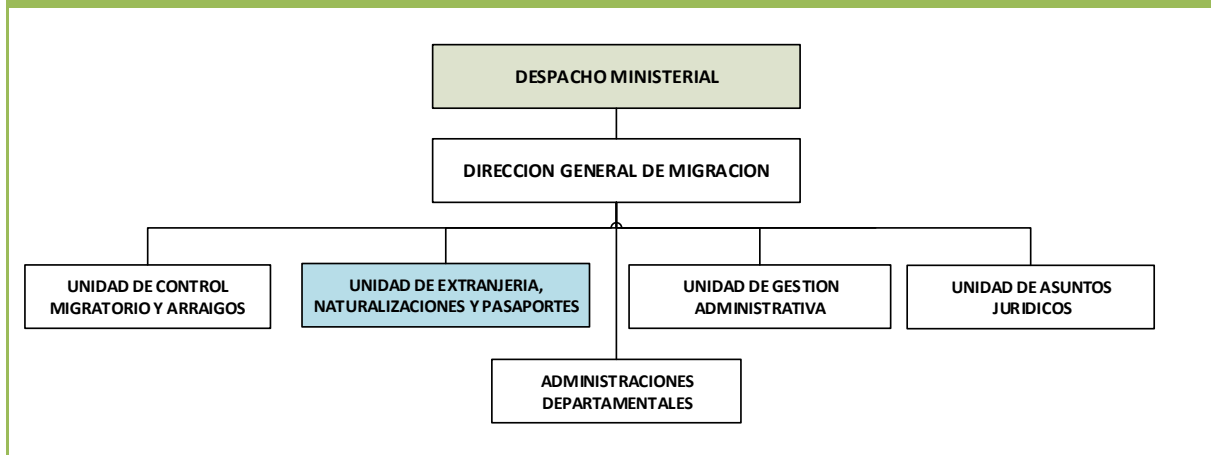 DESPACHO MINISTERIAL
DIRECCION GENERAL DE MIGRACION
UNIDAD DE CONTROL
MIGRATORIO Y ARRAIGOS
UNIDAD DE EXTRANJERIA,
NATURALIZACIONES Y PASAPORTES
UNIDAD DE GESTION
ADMINISTRATIVA
UNIDAD DE ASUNTOS
JURIDICOS
ADMINISTRACIONES
DEPARTAMENTALES